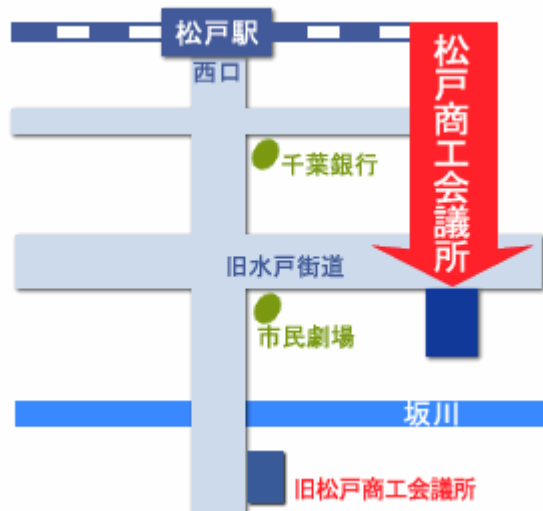 松戸駅
西口
松戸商工会議所
千葉銀行
旧水戸街道
市民劇場
坂川
旧松戸商工会議所